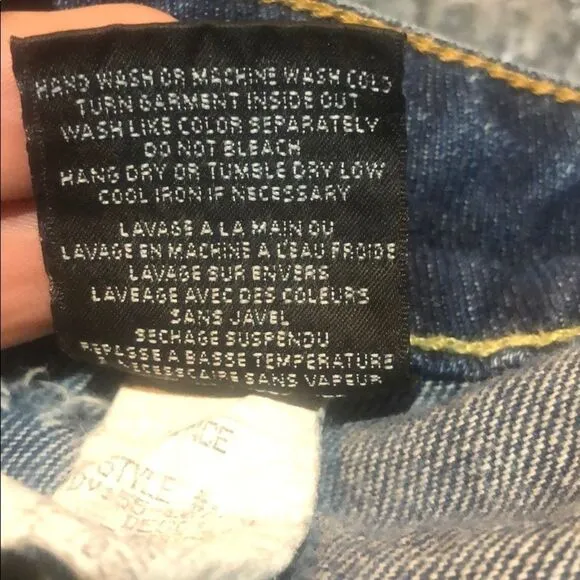 HAND WASH OR MACHINE WASH COLD
TURN GARMENT INSIDE OUT
WASH LIKE COLOR SEPARATELY
DO NOT BLEACH
HANG DRY OR TUMBLE DRY LOW
COOL IRON IF NECESSARY
LAVAGE A LA MAIN OU
LAVAGE EN MACHINE A L'EAU FROIDE
LAVAGE SUR ENVERS
LAVEAGE AVEC DES COLEURS
SANS JAVEL
SECHAGE SUSPENDU
REPASSE A BASSE TEMPERATURE
NECESSCAIRE SANS VAPEUR
STYLE #